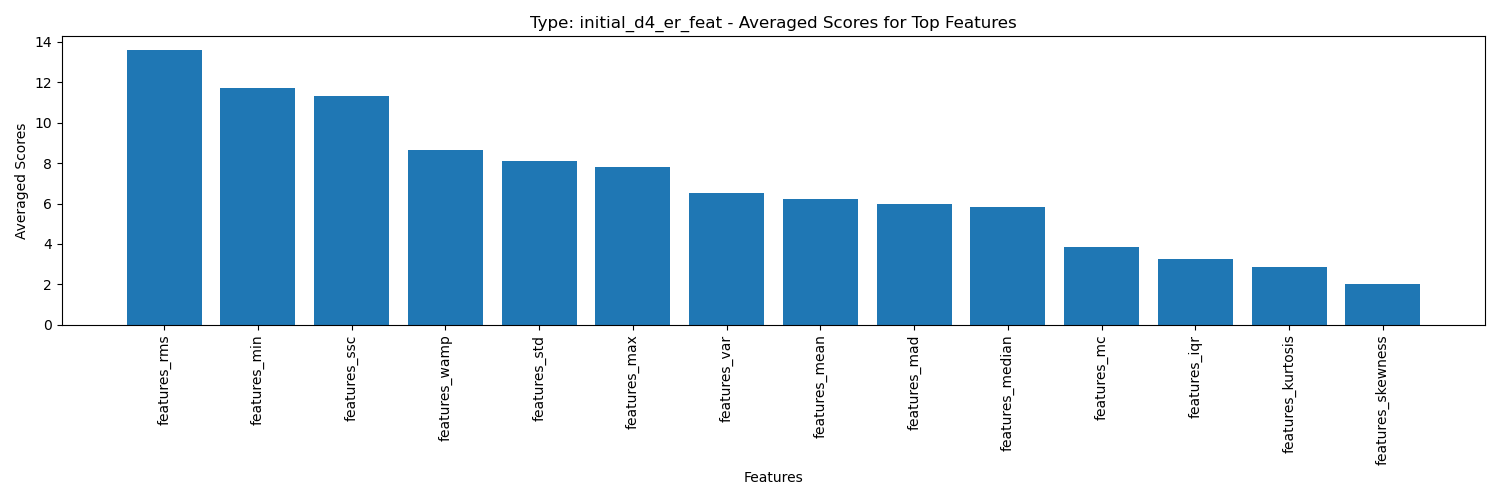 Type: initial_d4_er_feat - Averaged Scores for Top Features
Averaged Scores
14
12
10
8
6
4
2
0
features_rms
features_min
features_ssc
features_wamp
features_std
features_max
features_var
features_mean
features_mad
features_median
features_mc
features_iqr
features_kurtosis
features_skewness
Features